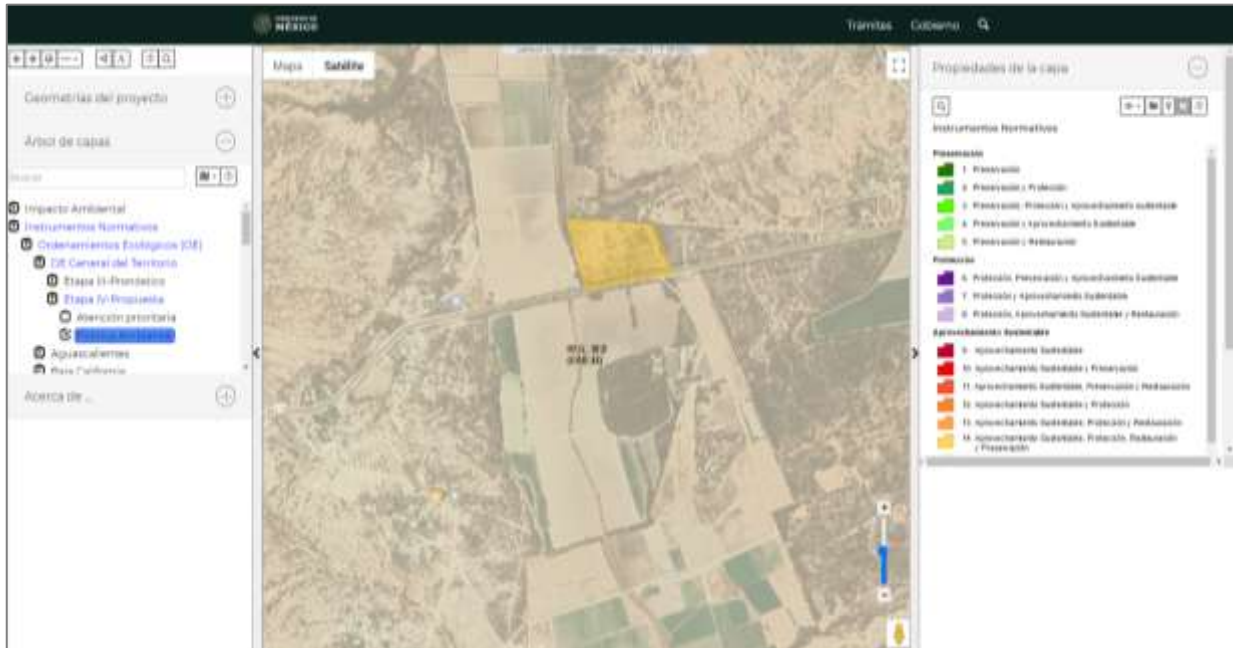 GOBIERNO DE
MÉXICO
Trámites
Gobierno
Geometrías del proyecto
Árbol de capas
Buscar
Impacto Ambiental
Instrumentos Normativos
Ordenamientos Ecológicos (OE)
OE General del Territorio
Etapa III-Pronóstico
Etapa IV-Propuesta
Atención prioritaria
Aguascalientes
Baja California
Acerca de ...
Mapa
Satélite
Propiedades de la capa
Instrumentos Normativos
Preservación
1. Preservación
2. Preservación y Protección
3. Preservación, Protección y Aprovechamiento Sustentable
4. Preservación y Aprovechamiento Sustentable
5. Preservación y Restauración
Protección
6. Protección, Preservación y Aprovechamiento Sustentable
7. Protección y Aprovechamiento Sustentable
8. Protección, Aprovechamiento Sustentable y Restauración
Aprovechamiento Sustentable
9. Aprovechamiento Sustentable
10. Aprovechamiento Sustentable y Preservación
11. Aprovechamiento Sustentable, Preservación y Restauración
12. Aprovechamiento Sustentable y Protección
13. Aprovechamiento Sustentable, Protección y Restauración
14. Aprovechamiento Sustentable, Protección, Restauración
y Preservación